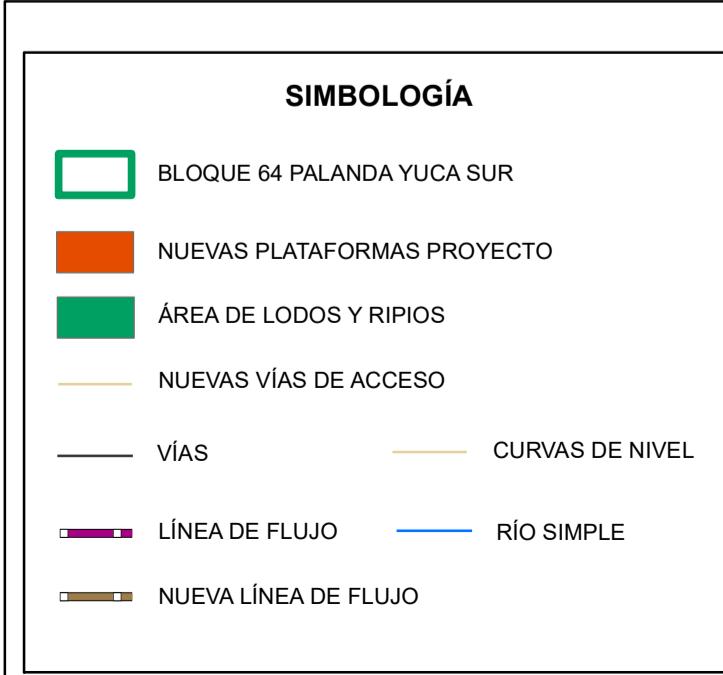 SIMBOLOGÍA
BLOQUE 64 PALANDA YUCA SUR
NUEVAS PLATAFORMAS PROYECTO
ÁREA DE LODOS Y RIPIOS
NUEVAS VÍAS DE ACCESO
VÍAS
CURVAS DE NIVEL
LÍNEA DE FLUJO
RÍO SIMPLE
NUEVA LÍNEA DE FLUJO